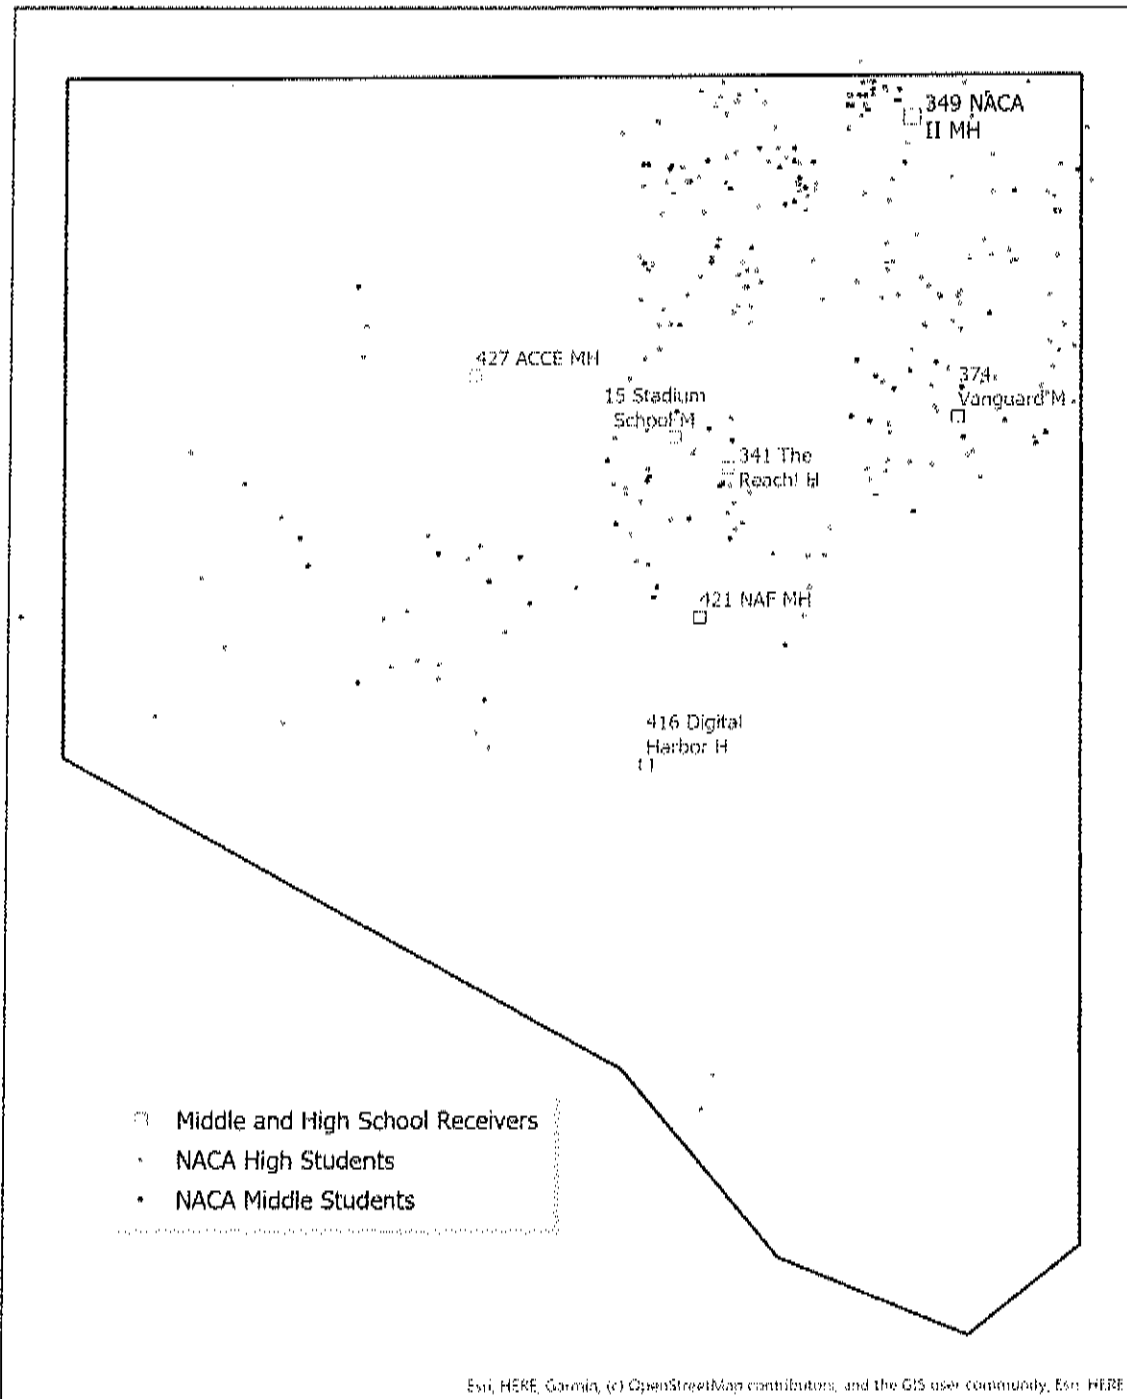 349 NACA
II MH
427 ACCE MH
374
Vanguard M
15 Stadium
School M
341 The
Reach! H
421 NAF MH
416 Digital
Harbor H
Middle and High School Receivers
NACA High Students
NACA Middle Students
Esri, HERE, Garmin, (c) OpenStreetMap contributors, and the GIS user community, Esri, HERE